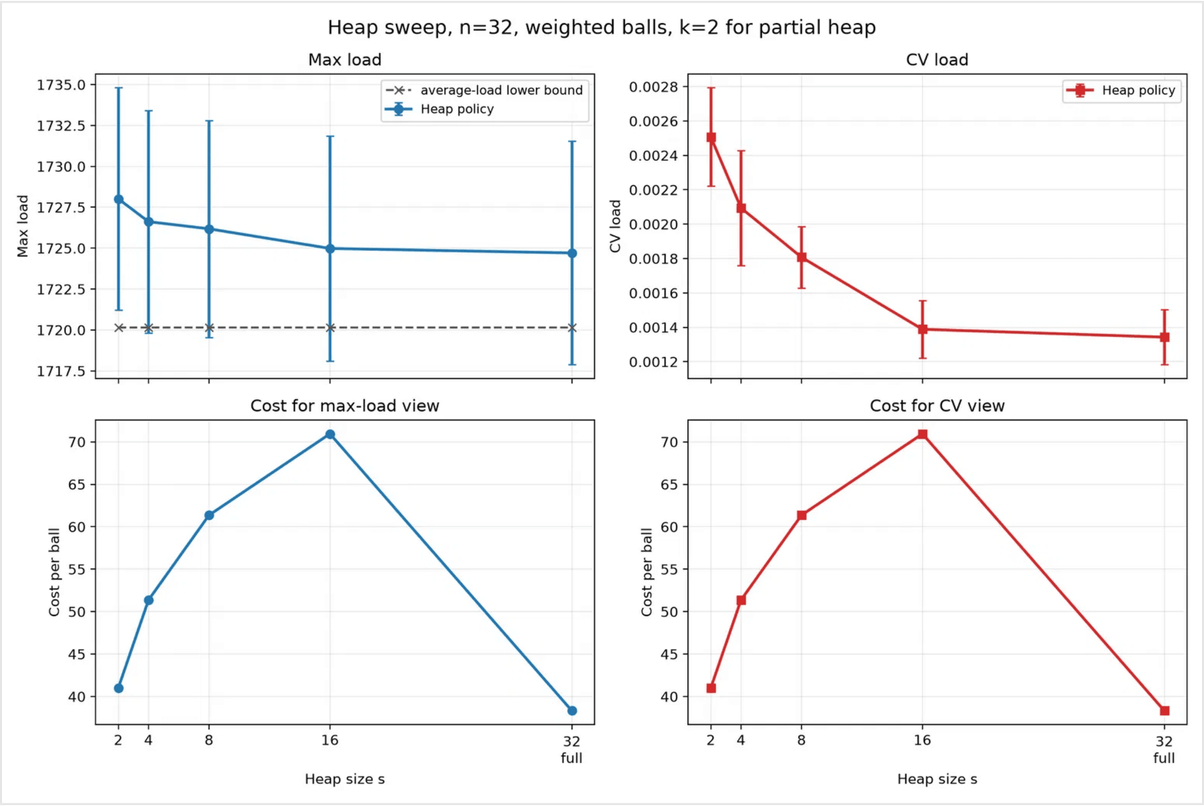 Heap sweep, n=32, weighted balls, k=2 for partial heap
Max load
1735.0
1732.5
1730.0
1727.5
1725.0
1722.5
1720.0
1717.5
Max load
average-load lower bound
Heap policy
CV load
0.0028
0.0026
0.0024
0.0022
0.0020
0.0018
0.0016
0.0014
0.0012
CV load
Heap policy
Cost for max-load view
70
65
60
55
50
45
40
Cost per ball
2 4 8 16 32
full
Heap size s
Cost for CV view
70
65
60
55
50
45
40
Cost per ball
2 4 8 16 32
full
Heap size s